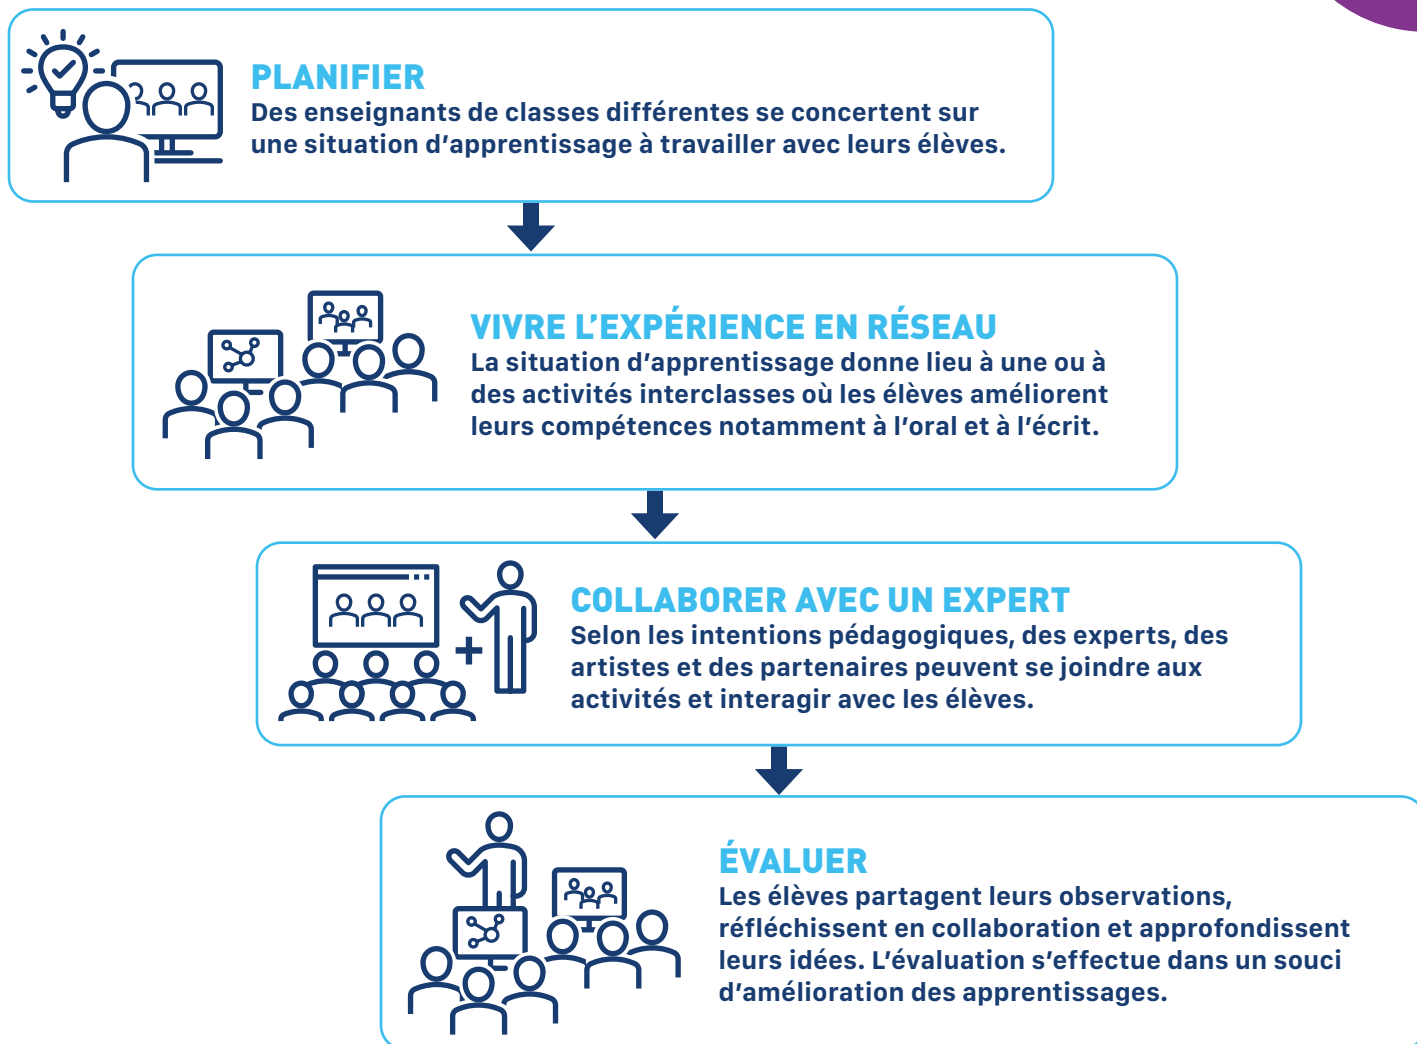 PLANIFIER
Des enseignants de classes différentes se concertent sur
une situation d’apprentissage à travailler avec leurs élèves.
VIVRE L’EXPÉRIENCE EN RÉSEAU
La situation d’apprentissage donne lieu à une ou à
des activités interclasses où les élèves améliorent
leurs compétences notamment à l’oral et à l’écrit.
COLLABORER AVEC UN EXPERT
Selon les intentions pédagogiques, des experts, des
artistes et des partenaires peuvent se joindre aux
activités et interagir avec les élèves.
ÉVALUER
Les élèves partagent leurs observations,
réfléchissent en collaboration et approfondissent
leurs idées. L’évaluation s’effectue dans un souci
d’amélioration des apprentissages.